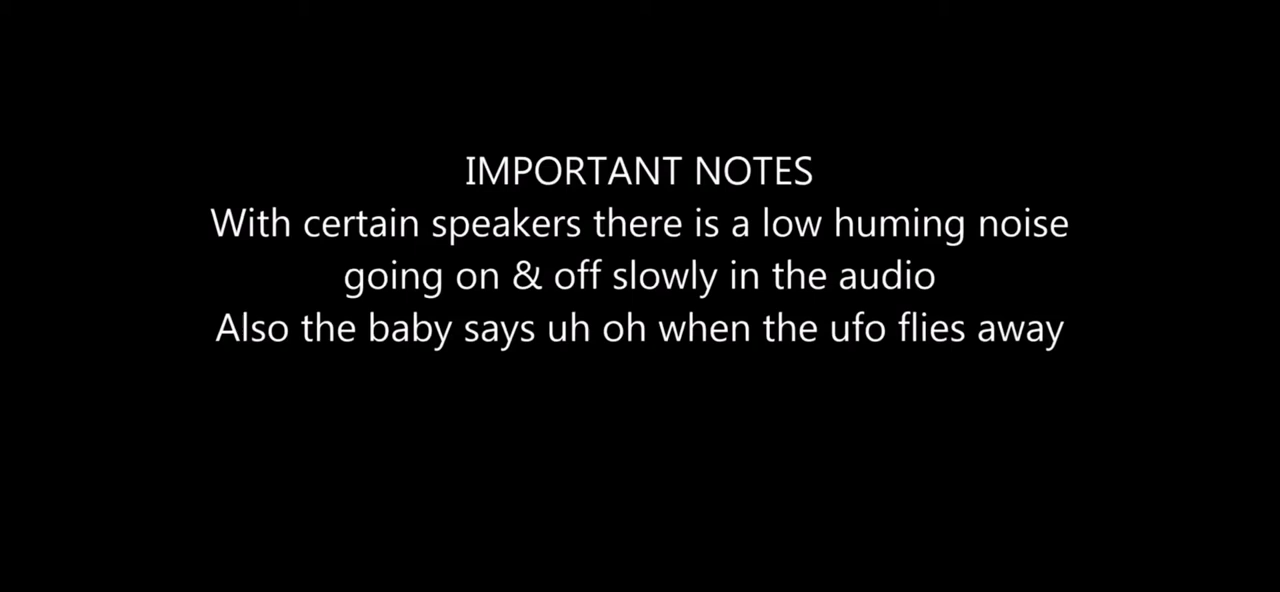 IMPORTANT NOTES
With certain speakers there is a low huming noise
going on & off slowly in the audio
Also the baby says uh oh when the ufo flies away